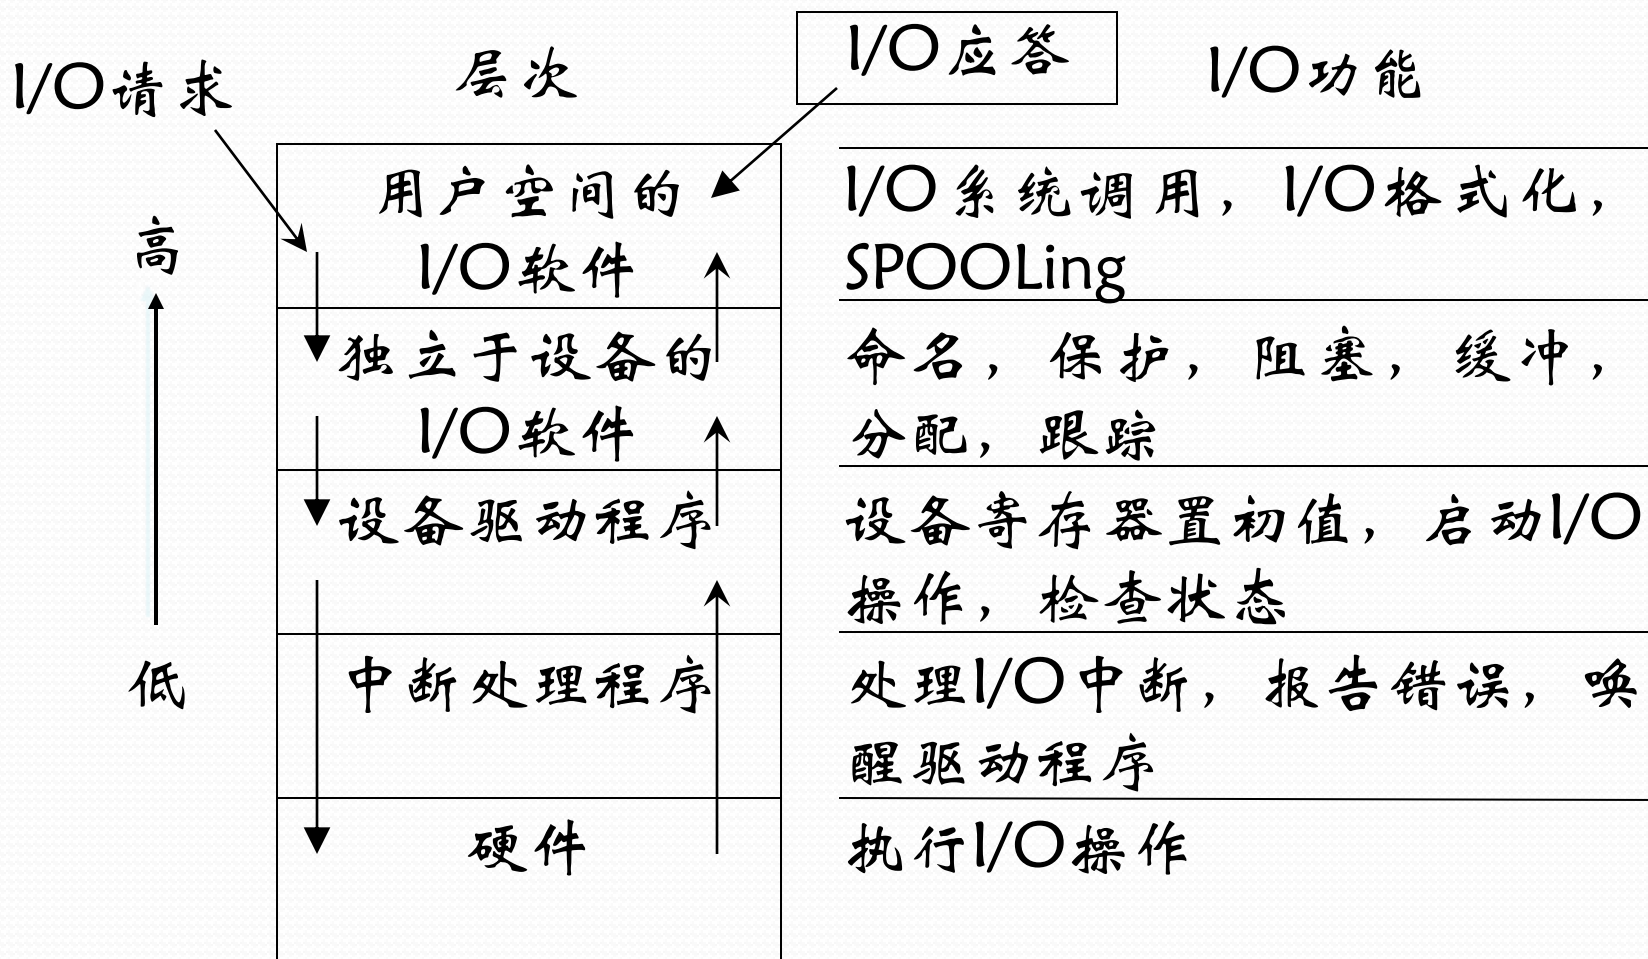 I/O请求
层次
I/O应答
I/O功能
高
低
用户空间的
I/O软件
I/O系统调用，I/O格式化，
SPOOLing
独立于设备的
I/O软件
命名，保护，阻塞，缓冲，
分配，跟踪
设备驱动程序
设备寄存器置初值，启动I/O
操作，检查状态
中断处理程序
处理I/O中断，报告错误，唤
醒驱动程序
硬件
执行I/O操作